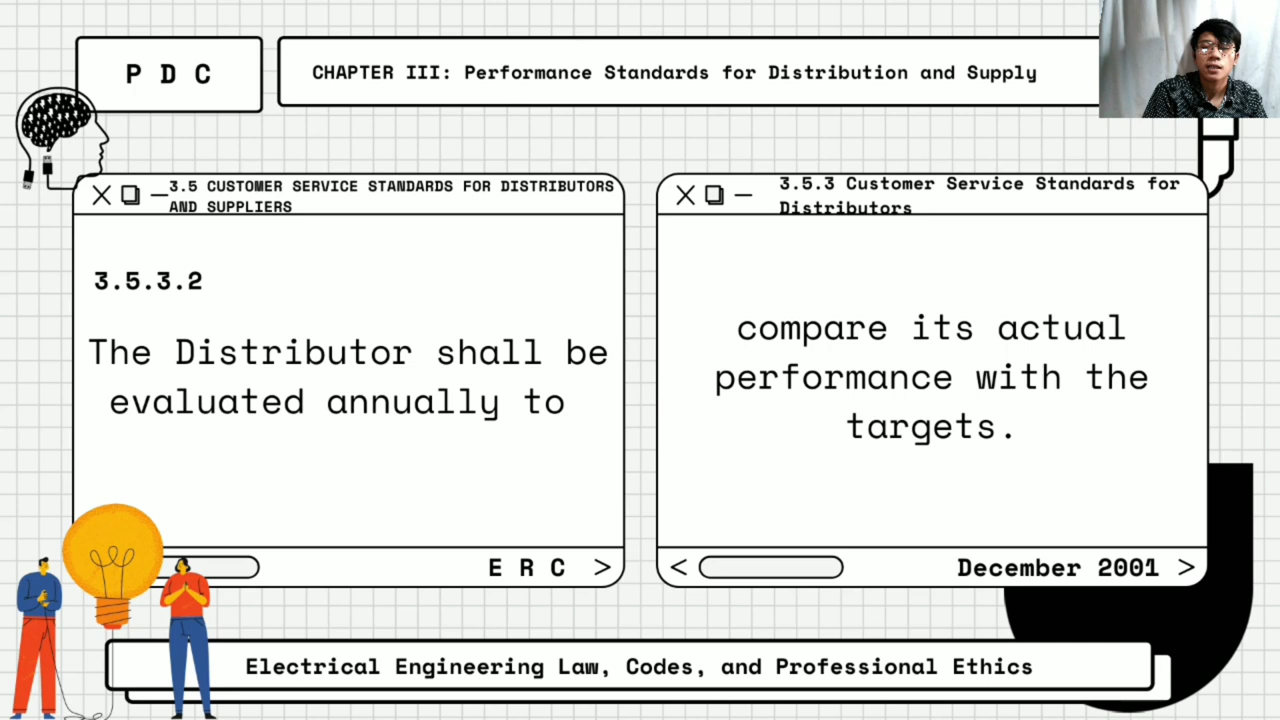 P D C
CHAPTER III: Performance Standards for Distribution and Supply
3.5 CUSTOMER SERVICE STANDARDS FOR DISTRIBUTORS
AND SUPPLIERS
3.5.3.2
The Distributor shall be
evaluated annually to
E R C >
3.5.3 Customer Service Standards for
Distributors
compare its actual
performance with the
targets.
< December 2001 >
Electrical Engineering Law, Codes, and Professional Ethics